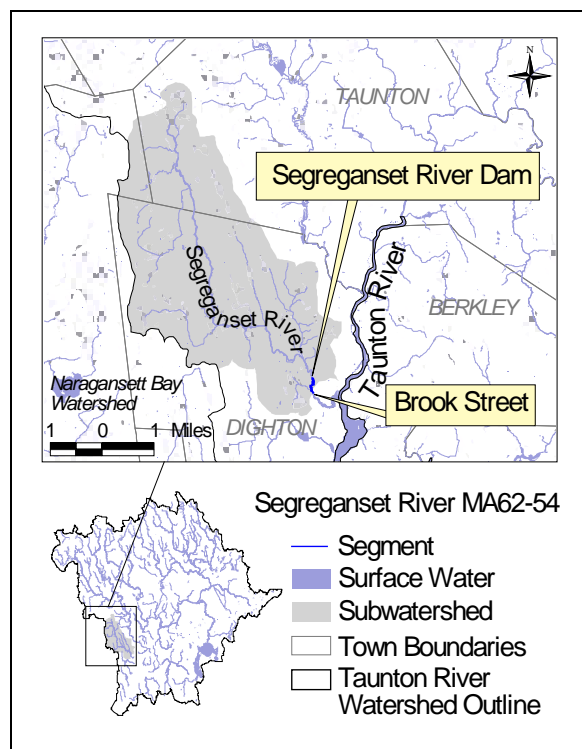 N
TAUNTON
Segreganset River Dam
Segreganset River
Taunton River
BERKLEY
Naragansett Bay
Watershed
Brook Street
DIGHTON
1 0 1 Miles
Segreganset River MA62-54
Segment
Surface Water
Subwatershed
Town Boundaries
Taunton River
Watershed Outline